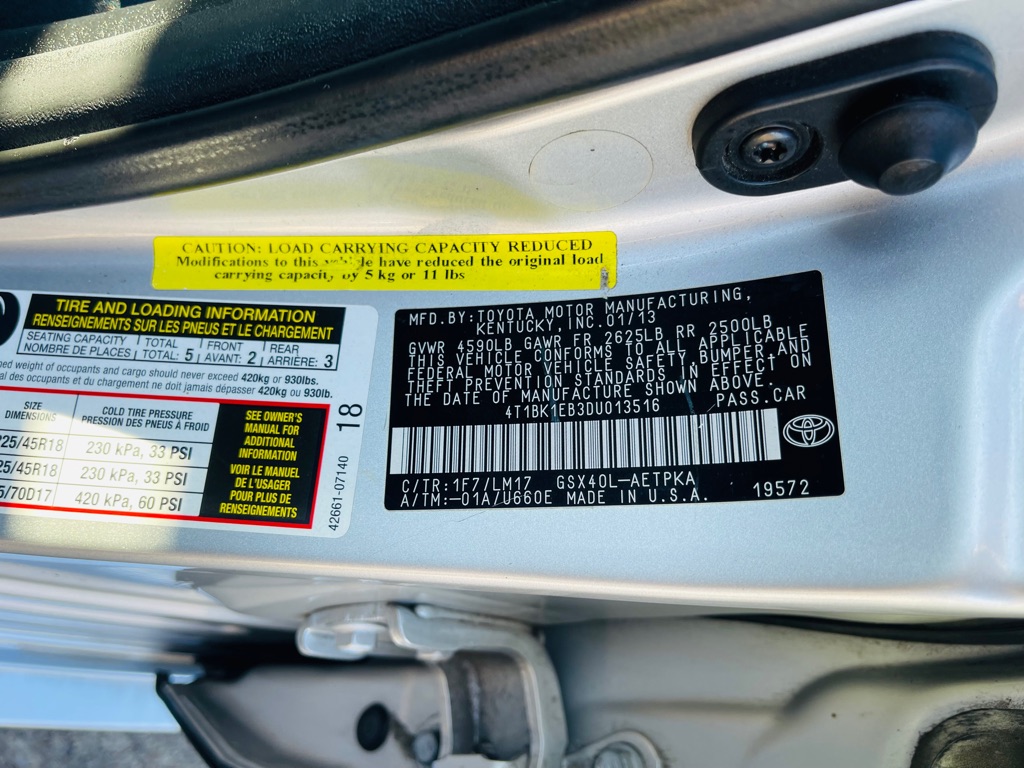 CAUTION: LOAD CARRYING CAPACITY REDUCED
Modifications to this vehicle have reduced the original load
carrying capacity by 5 kg or 11 lbs
TIRE AND LOADING INFORMATION
RENSEIGNEMENTS SUR LES PNEUS ET LE CHARGEMENT
SEATING CAPACITY TOTAL FRONT REAR
NOMBRE DE PLACES TOTAL: 5 AVANT: 2 ARRIÈRE: 3
weight of occupants and cargo should never exceed 420kg or 930lbs.
des occupants et du chargement ne doit jamais dépasser 420kg ou 930lb.
SIZE
DIMENSIONS
COLD TIRE PRESSURE
PRESSION DES PNEUS À FROID
25/45R18 230 kPa, 33 PSI
25/45R18 230 kPa, 33 PSI
5/70D17 420 kPa, 60 PSI
SEE OWNER'S
MANUAL FOR
ADDITIONAL
INFORMATION
VOIR LE MANUEL
DE L'USAGER
POUR PLUS DE
RENSEIGNEMENTS
42661-07140 18
MFD.BY:TOYOTA MOTOR MANUFACTURING,
KENTUCKY,INC.01/13
GVWR 4590LB GAWR FR 2625LB RR 2500LB
THIS VEHICLE CONFORMS TO ALL APPLICABLE
FEDERAL MOTOR VEHICLE SAFETY,BUMPER,AND
THEFT PREVENTION STANDARDS IN EFFECT ON
THE DATE OF MANUFACTURE SHOWN ABOVE.
4T1BK1EB3DU013516 PASS.CAR
C/TR:1F7/LM17 GSX40L-AETPKA
A/TM:-01A/U660E MADE IN U.S.A. 19572